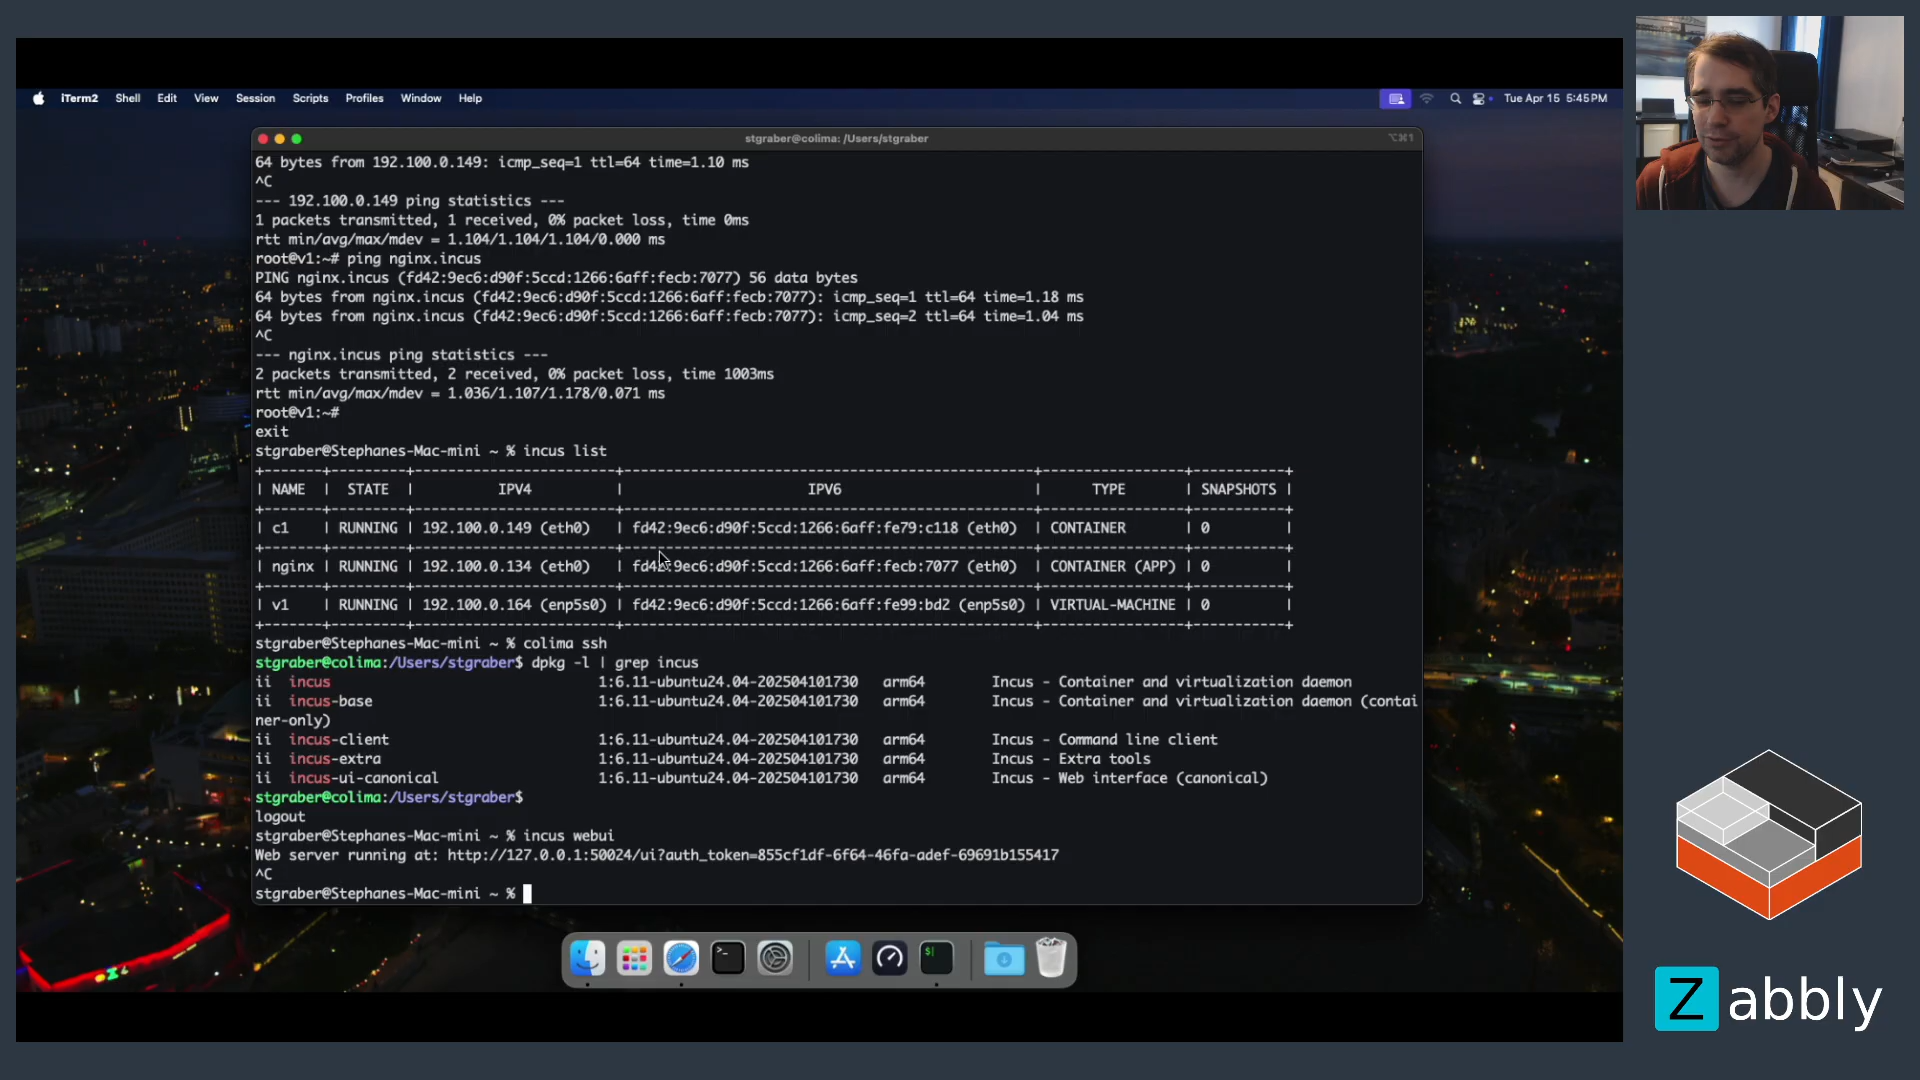 iTerm2 Shell Edit View Session Scripts Profiles Window Help Tue Apr 15 5:45 PM
stgraber@colima: /Users/stgraber ⌥⌘1
64 bytes from 192.100.0.149: icmp_seq=1 ttl=64 time=1.10 ms
^C
--- 192.100.0.149 ping statistics ---
1 packets transmitted, 1 received, 0% packet loss, time 0ms
rtt min/avg/max/mdev = 1.104/1.104/1.104/0.000 ms
root@v1:~# ping nginx.incus
PING nginx.incus (fd42:9ec6:d90f:5ccd:1266:6aff:fecb:7077) 56 data bytes
64 bytes from nginx.incus (fd42:9ec6:d90f:5ccd:1266:6aff:fecb:7077): icmp_seq=1 ttl=64 time=1.18 ms
64 bytes from nginx.incus (fd42:9ec6:d90f:5ccd:1266:6aff:fecb:7077): icmp_seq=2 ttl=64 time=1.04 ms
^C
--- nginx.incus ping statistics ---
2 packets transmitted, 2 received, 0% packet loss, time 1003ms
rtt min/avg/max/mdev = 1.036/1.107/1.178/0.071 ms
root@v1:~#
exit
stgraber@Stephanes-Mac-mini ~ % incus list
| NAME | STATE | IPV4 | IPV6 | TYPE | SNAPSHOTS |
| c1 | RUNNING | 192.100.0.149 (eth0) | fd42:9ec6:d90f:5ccd:1266:6aff:fe79:c118 (eth0) | CONTAINER | 0 |
| nginx | RUNNING | 192.100.0.134 (eth0) | fd42:9ec6:d90f:5ccd:1266:6aff:fecb:7077 (eth0) | CONTAINER (APP) | 0 |
| v1 | RUNNING | 192.100.0.164 (enp5s0) | fd42:9ec6:d90f:5ccd:1266:6aff:fe99:bd2 (enp5s0) | VIRTUAL-MACHINE | 0 |
stgraber@Stephanes-Mac-mini ~ % colima ssh
stgraber@colima:/Users/stgraber$ dpkg -l | grep incus
ii incus 1:6.11-ubuntu24.04-202504101730 arm64 Incus - Container and virtualization daemon
ii incus-base 1:6.11-ubuntu24.04-202504101730 arm64 Incus - Container and virtualization daemon (contai
ner-only)
ii incus-client 1:6.11-ubuntu24.04-202504101730 arm64 Incus - Command line client
ii incus-extra 1:6.11-ubuntu24.04-202504101730 arm64 Incus - Extra tools
ii incus-ui-canonical 1:6.11-ubuntu24.04-202504101730 arm64 Incus - Web interface (canonical)
stgraber@colima:/Users/stgraber$
logout
stgraber@Stephanes-Mac-mini ~ % incus webui
Web server running at: http://127.0.0.1:50024/ui?auth_token=855cf1df-6f64-46fa-adef-69691b155417
^C
stgraber@Stephanes-Mac-mini ~ %
Zabbly